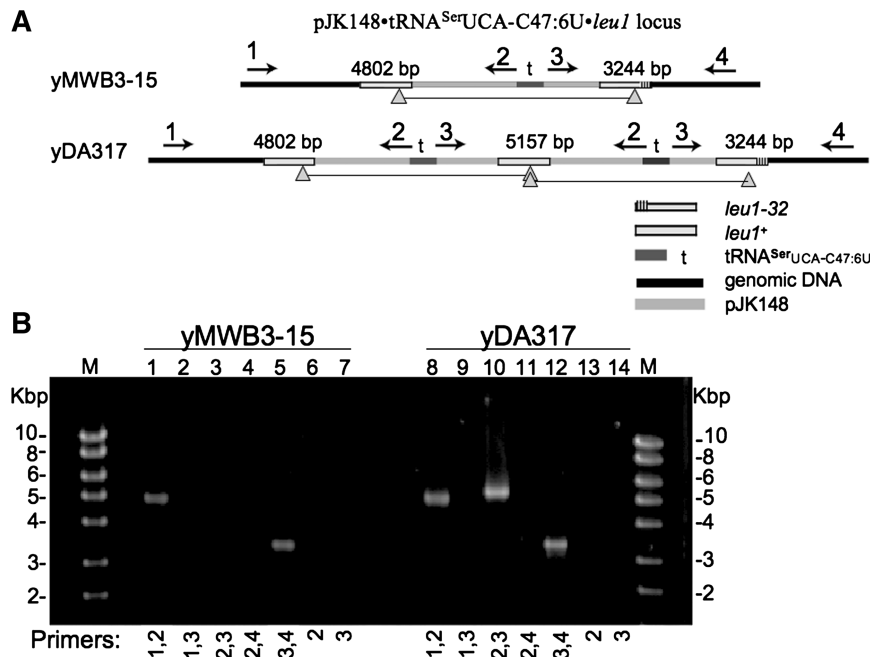 A
pJK148•tRNASerUCA-C47:6U•leu1 locus
1 2 3 4
4802 bp t 3244 bp
yMWB3-15
1 2 3 2 3 4
4802 bp t 5157 bp t 3244 bp
yDA317
leu1-32
leu1+
t tRNASerUCA-C47:6U
genomic DNA
pJK148
B
yMWB3-15 yDA317
M 1 2 3 4 5 6 7 8 9 10 11 12 13 14 M
Kbp Kbp
10- -10
8- -8
6- -6
5- -5
4- -4
3- -3
2- -2
Primers: 1,2 1,3 2,3 2,4 3,4 2 3 1,2 1,3 2,3 2,4 3,4 2 3